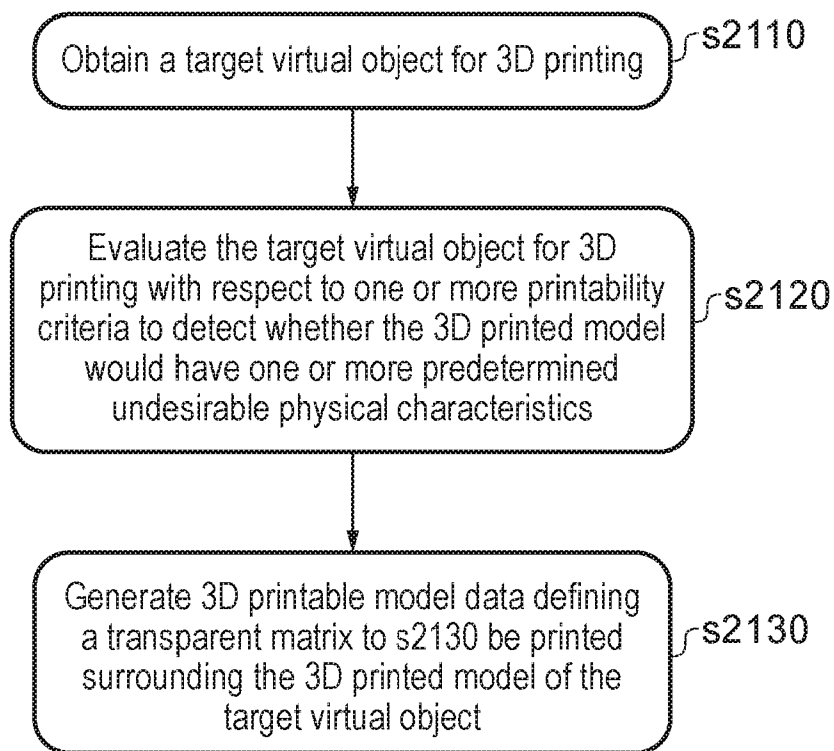 Obtain a target virtual object for 3D printing
s2110
Evaluate the target virtual object for 3D
printing with respect to one or more printability
criteria to detect whether the 3D printed model
would have one or more predetermined
undesirable physical characteristics
s2120
Generate 3D printable model data defining
a transparent matrix to s2130 be printed
surrounding the 3D printed model of the
target virtual object
s2130